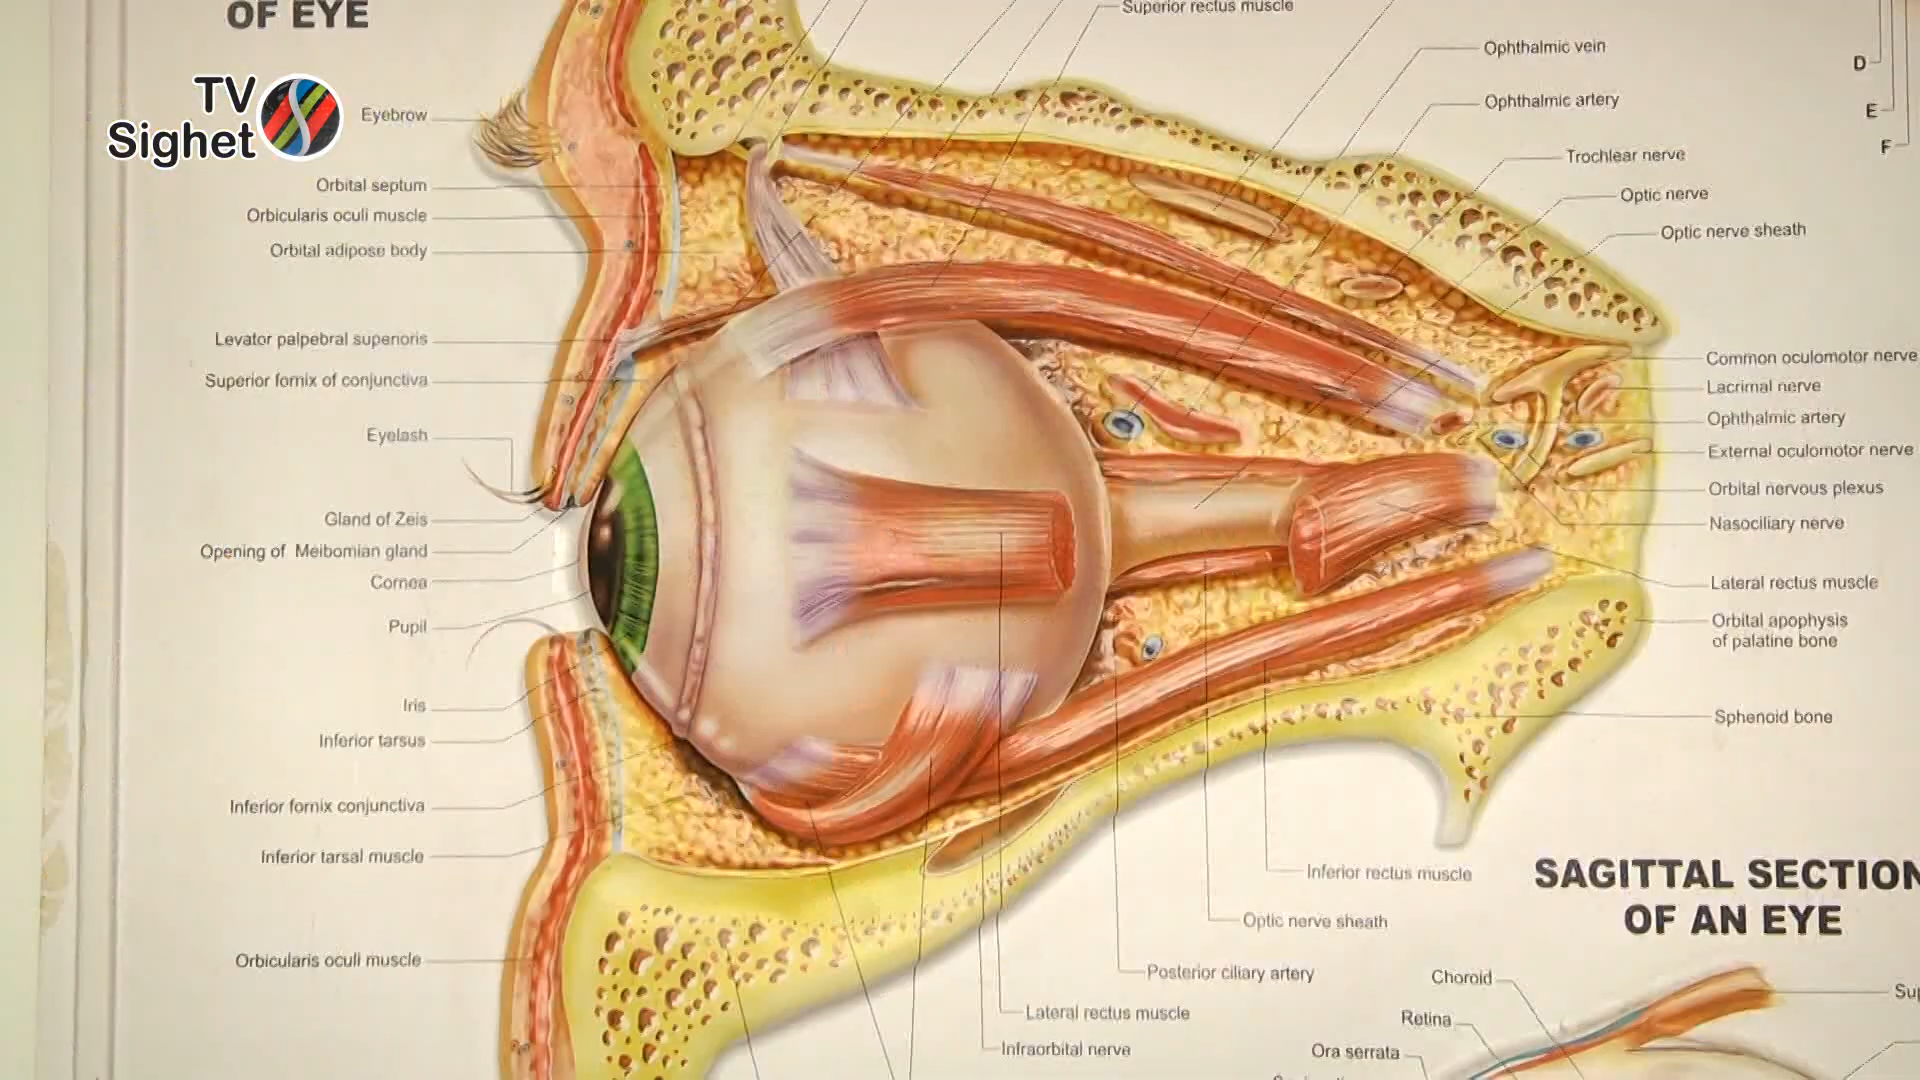 OF EYE
TV
Sighet
Eyebrow
Orbital septum
Orbicularis oculi muscle
Orbital adipose body
Levator palpebral superioris
Superior fornix of conjunctiva
Eyelash
Gland of Zeis
Opening of Meibomian gland
Cornea
Pupil
Iris
Inferior tarsus
Inferior fornix conjunctiva
Inferior tarsal muscle
Orbicularis oculi muscle
Superior rectus muscle
Ophthalmic vein
Ophthalmic artery
Trochlear nerve
Optic nerve
Optic nerve sheath
D
E
F
Common oculomotor nerve
Lacrimal nerve
Ophthalmic artery
External oculomotor nerve
Orbital nervous plexus
Nasociliary nerve
Lateral rectus muscle
Orbital apophysis
of palatine bone
Sphenoid bone
Inferior rectus muscle
Optic nerve sheath
Posterior ciliary artery
Lateral rectus muscle
Infraorbital nerve
SAGITTAL SECTION
OF AN EYE
Choroid
Retina
Ora serrata